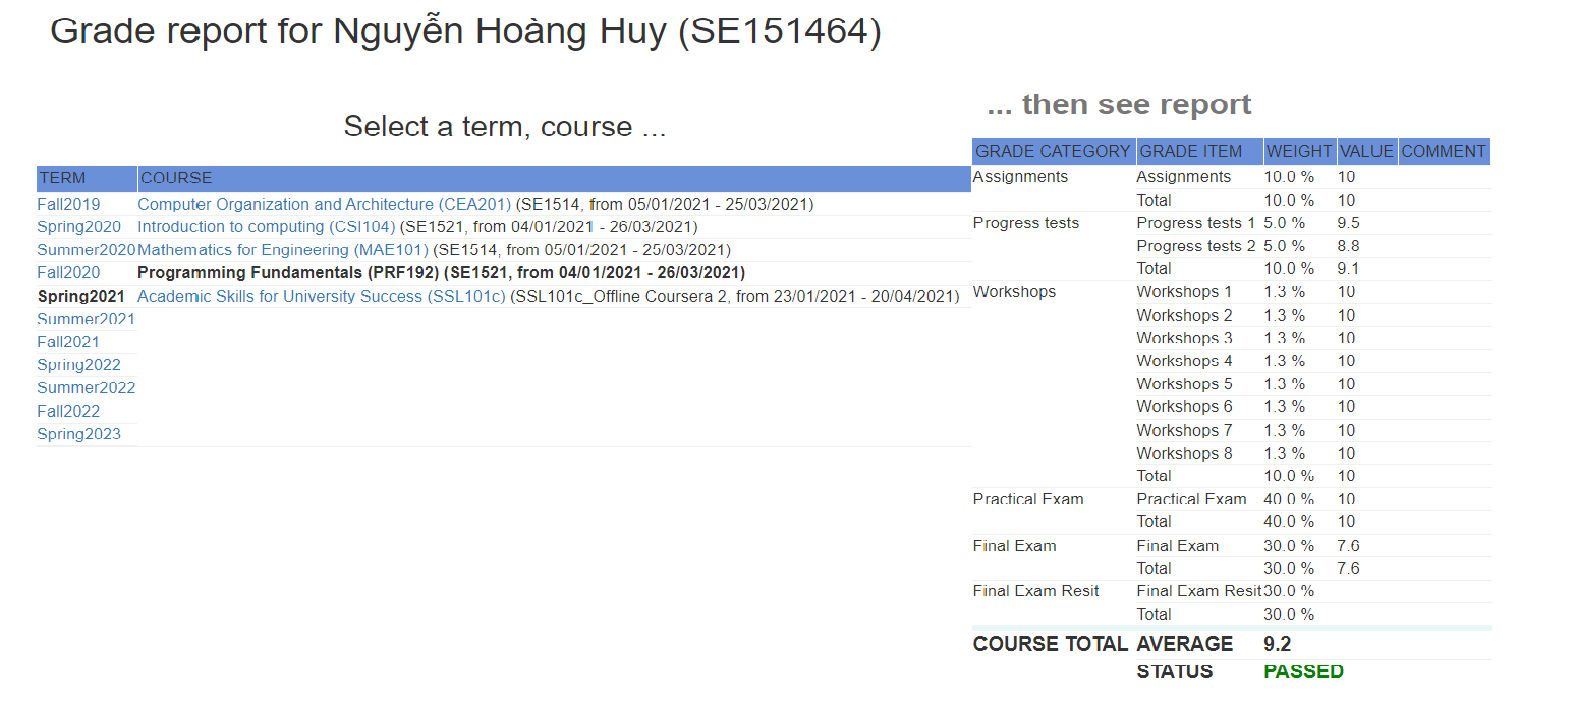 Grade report for Nguyễn Hoàng Huy (SE151464)
Select a term, course ...
TERM COURSE
Fall2019 Computer Organization and Architecture (CEA201) (SE1514, from 05/01/2021 - 25/03/2021)
Spring2020 Introduction to computing (CSI104) (SE1521, from 04/01/2021 - 26/03/2021)
Summer2020 Mathematics for Engineering (MAE101) (SE1514, from 05/01/2021 - 25/03/2021)
Fall2020 Programming Fundamentals (PRF192) (SE1521, from 04/01/2021 - 26/03/2021)
Spring2021 Academic Skills for University Success (SSL101c) (SSL101c_Offline Coursera 2, from 23/01/2021 - 20/04/2021)
Summer2021
Fall2021
Spring2022
Summer2022
Fall2022
Spring2023
... then see report
GRADE CATEGORY GRADE ITEM WEIGHT VALUE COMMENT
Assignments Assignments 10.0 % 10
Total 10.0 % 10
Progress tests Progress tests 1 5.0 % 9.5
Progress tests 2 5.0 % 8.8
Total 10.0 % 9.1
Workshops Workshops 1 1.3 % 10
Workshops 2 1.3 % 10
Workshops 3 1.3 % 10
Workshops 4 1.3 % 10
Workshops 5 1.3 % 10
Workshops 6 1.3 % 10
Workshops 7 1.3 % 10
Workshops 8 1.3 % 10
Total 10.0 % 10
Practical Exam Practical Exam 40.0 % 10
Total 40.0 % 10
Final Exam Final Exam 30.0 % 7.6
Total 30.0 % 7.6
Final Exam Resit Final Exam Resit 30.0 %
Total 30.0 %
COURSE TOTAL AVERAGE 9.2
STATUS PASSED